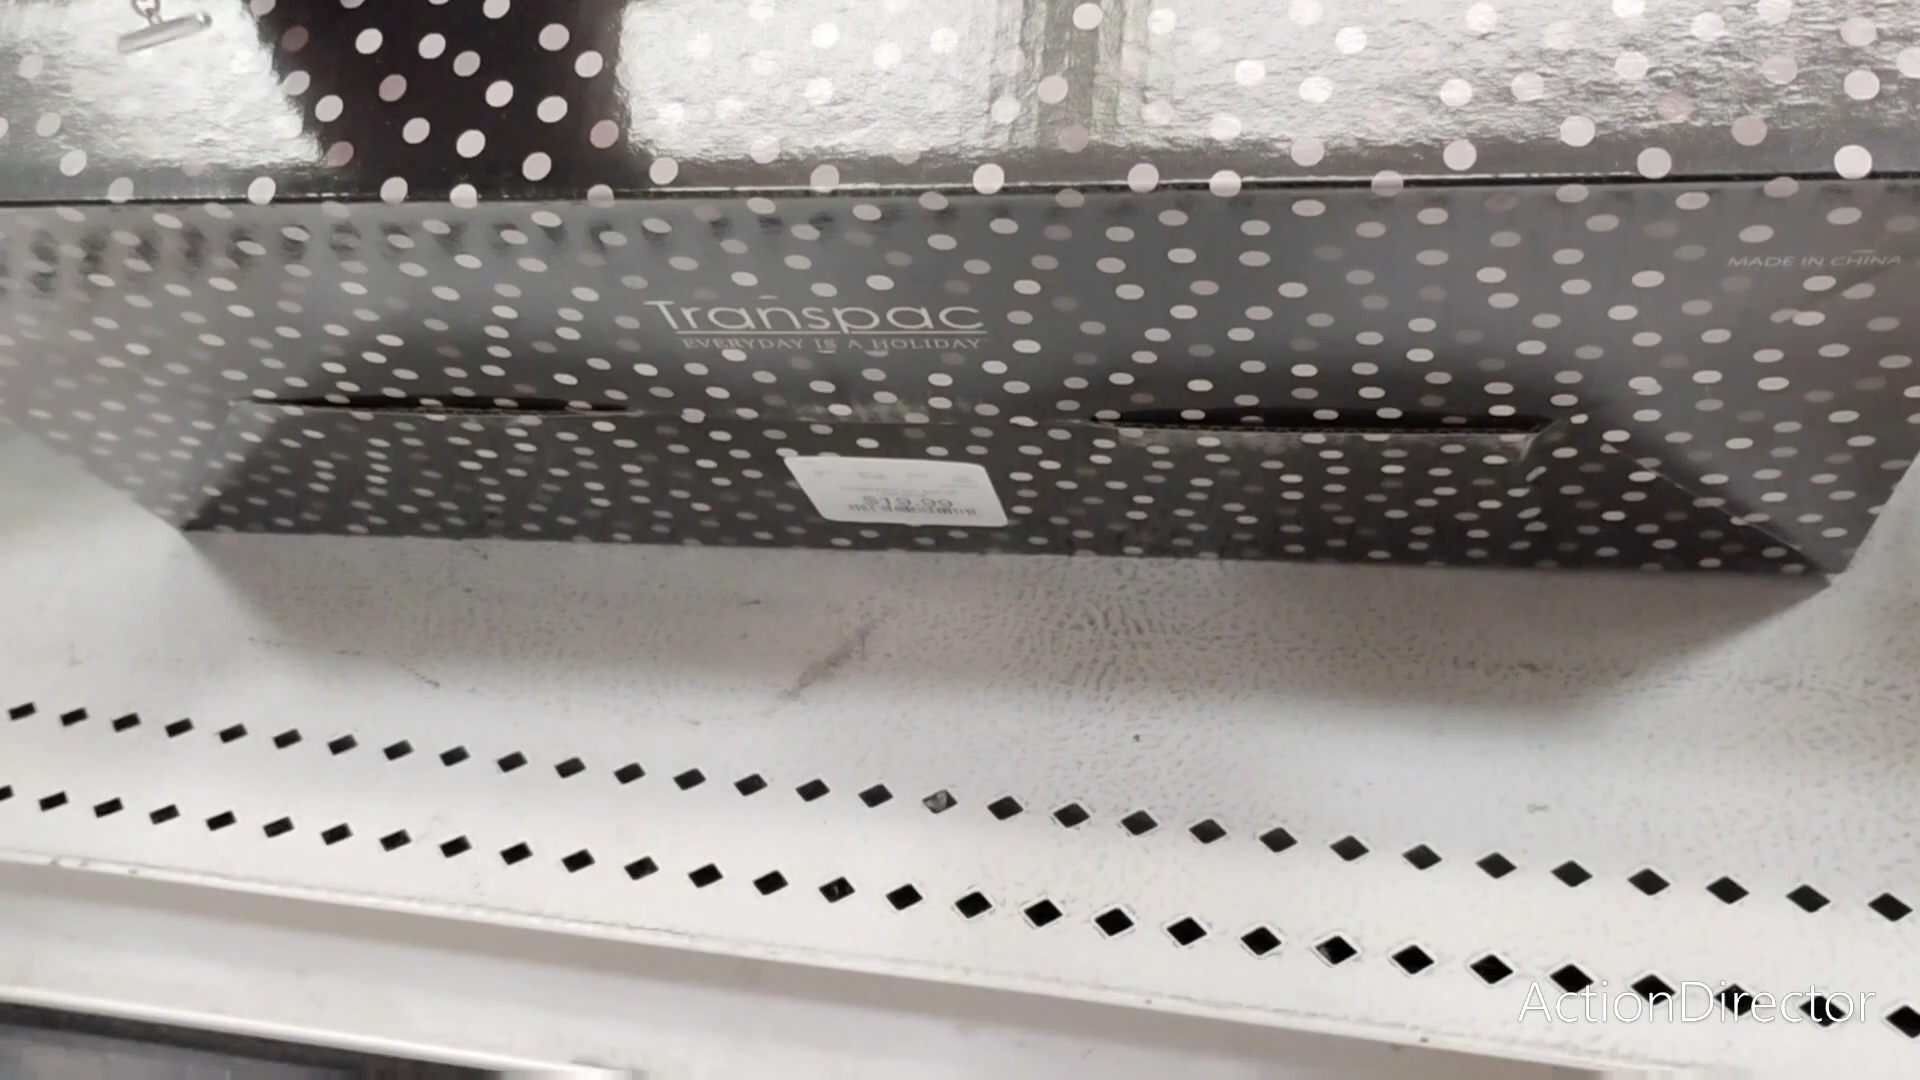 Transpac
EVERYDAY IS A HOLIDAY
MADE IN CHINA
$19.99
ActionDirector